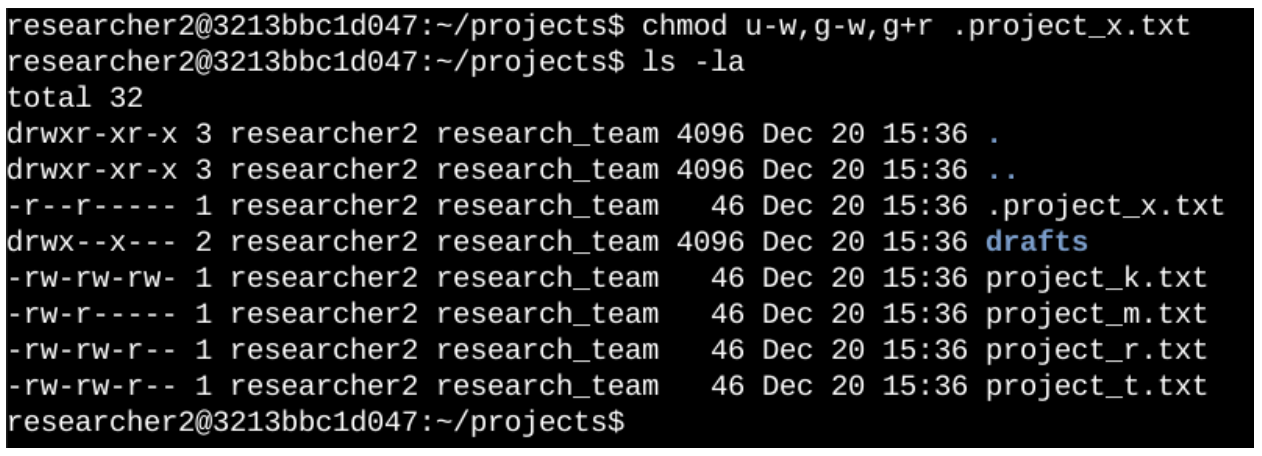 researcher2@3213bbc1d047:~/projects$ chmod u-w,g-w,g+r .project_x.txt
researcher2@3213bbc1d047:~/projects$ ls -la
total 32
drwxr-xr-x 3 researcher2 research_team 4096 Dec 20 15:36 .
drwxr-xr-x 3 researcher2 research_team 4096 Dec 20 15:36 ..
-r--r----- 1 researcher2 research_team   46 Dec 20 15:36 .project_x.txt
drwx--x--- 2 researcher2 research_team 4096 Dec 20 15:36 drafts
-rw-rw-rw- 1 researcher2 research_team   46 Dec 20 15:36 project_k.txt
-rw-r----- 1 researcher2 research_team   46 Dec 20 15:36 project_m.txt
-rw-rw-r-- 1 researcher2 research_team   46 Dec 20 15:36 project_r.txt
-rw-rw-r-- 1 researcher2 research_team   46 Dec 20 15:36 project_t.txt
researcher2@3213bbc1d047:~/projects$